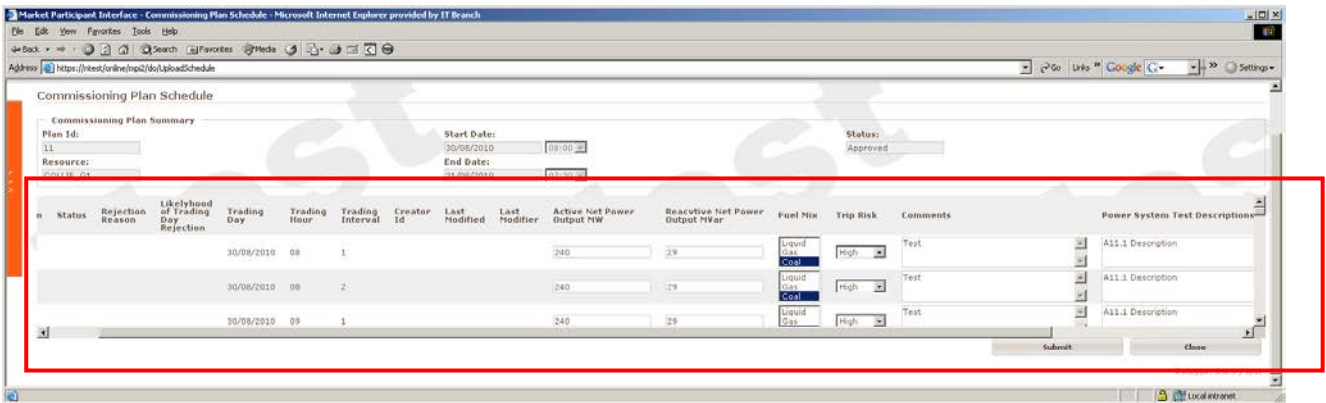 Market Participant Interface - Commissioning Plan Schedule - Microsoft Internet Explorer provided by IT Branch
File Edit View Favorites Tools Help
Back Search Favorites Media
Address https://ntest/online/mpi2/do/UploadSchedule Go Links » Google G » Settings
Commissioning Plan Schedule
Commissioning Plan Summary
Plan Id: Start Date: Status:
11 30/08/2010 08:00 Approved
Resource: End Date:
COLLIE_G1 31/08/2010 07:30
n Status Rejection Reason Likelyhood of Trading Day Rejection Trading Day Trading Hour Trading Interval Creator Id Last Modified Last Modifier Active Net Power Output MW Reacvtive Net Power Output MVar Fuel Mix Trip Risk Comments Power System Test Descriptions
30/08/2010 08 1 240 29 Liquid Gas Coal High Test A11.1 Description
30/08/2010 08 2 240 29 Liquid Gas Coal High Test A11.1 Description
30/08/2010 09 1 240 29 Liquid Gas High Test A11.1 Description
Submit Close
Local intranet